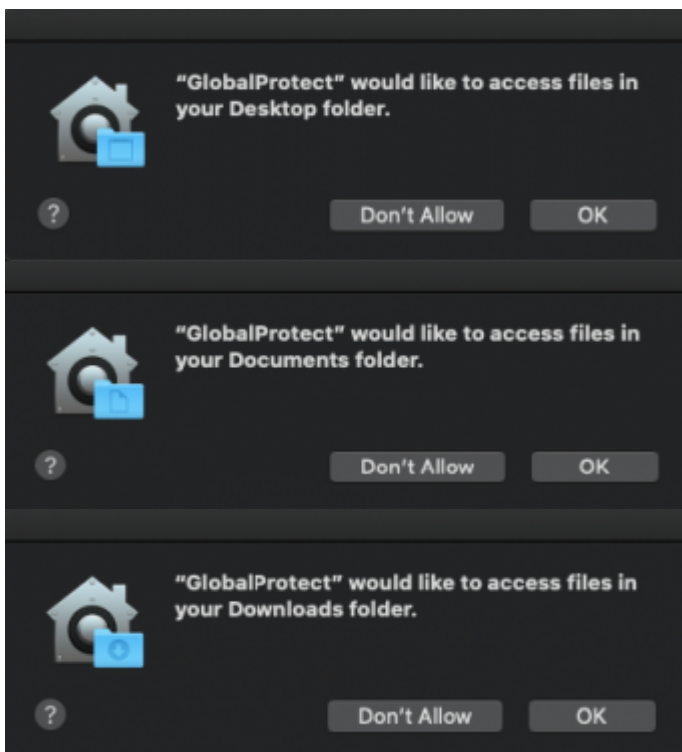 “GlobalProtect” would like to access files in
your Desktop folder.
?
Don’t Allow
OK
“GlobalProtect” would like to access files in
your Documents folder.
?
Don’t Allow
OK
“GlobalProtect” would like to access files in
your Downloads folder.
?
Don’t Allow
OK